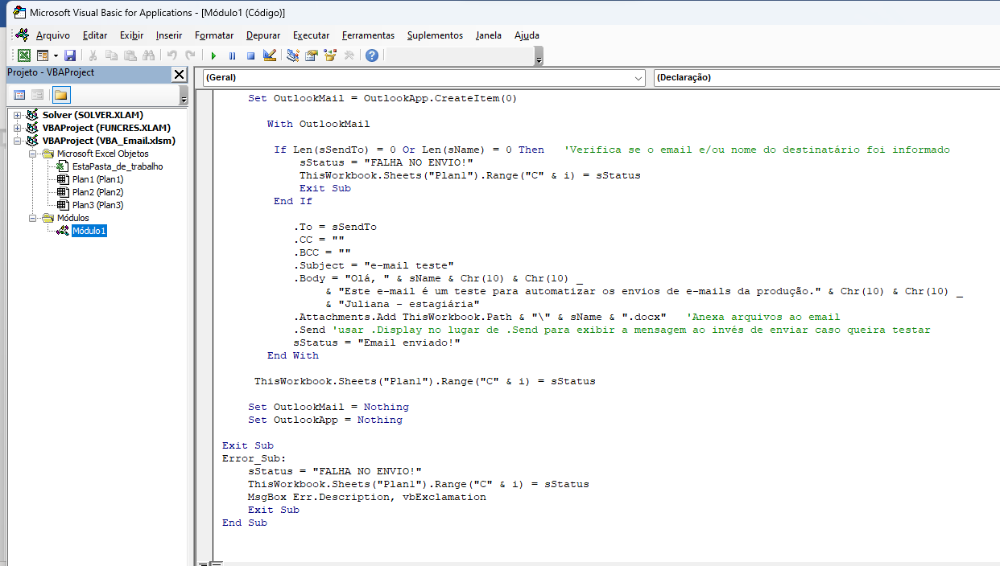 Microsoft Visual Basic for Applications - [Módulo1 (Código)]
Arquivo Editar Exibir Inserir Formatar Depurar Executar Ferramentas Suplementos Janela Ajuda
Projeto - VBAProject
Solver (SOLVER.XLAM)
VBAProject (FUNCRES.XLAM)
VBAProject (VBA_Email.xlsm)
Microsoft Excel Objetos
EstaPasta_de_trabalho
Plan1 (Plan1)
Plan2 (Plan2)
Plan3 (Plan3)
Módulos
Módulo1
(Geral) (Declaração)
Set OutlookMail = OutlookApp.CreateItem(0)
With OutlookMail
If Len(sSendTo) = 0 Or Len(sName) = 0 Then 'Verifica se o email e/ou nome do destinatário foi informado
sStatus = "FALHA NO ENVIO!"
ThisWorkbook.Sheets("Plan1").Range("C" & i) = sStatus
Exit Sub
End If
.To = sSendTo
.CC = ""
.BCC = ""
.Subject = "e-mail teste"
.Body = "Olá, " & sName & Chr(10) & Chr(10) _
& "Este e-mail é um teste para automatizar os envios de e-mails da produção." & Chr(10) & Chr(10) _
& "Juliana - estagiária"
.Attachments.Add ThisWorkbook.Path & "\" & sName & ".docx" 'Anexa arquivos ao email
.Send 'usar .Display no lugar de .Send para exibir a mensagem ao invés de enviar caso queira testar
sStatus = "Email enviado!"
End With
ThisWorkbook.Sheets("Plan1").Range("C" & i) = sStatus
Set OutlookMail = Nothing
Set OutlookApp = Nothing
Exit Sub
Error_Sub:
sStatus = "FALHA NO ENVIO!"
ThisWorkbook.Sheets("Plan1").Range("C" & i) = sStatus
MsgBox Err.Description, vbExclamation
Exit Sub
End Sub